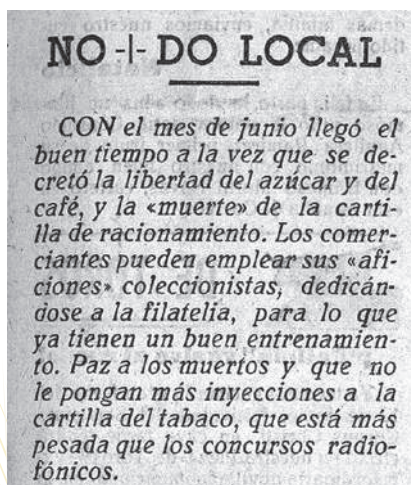 NO-|-DO LOCAL
CON el mes de junio llegó el
buen tiempo a la vez que se de-
cretó la libertad del azúcar y del
café, y la «muerte» de la carti-
lla de racionamiento. Los comer-
ciantes pueden emplear sus «afi-
ciones» coleccionistas, dedicán-
dose a la filatelia, para lo que
ya tienen un buen entrenamien-
to. Paz a los muertos y que no
le pongan más inyecciones a la
cartilla del tabaco, que está más
pesada que los concursos radio-
fónicos.